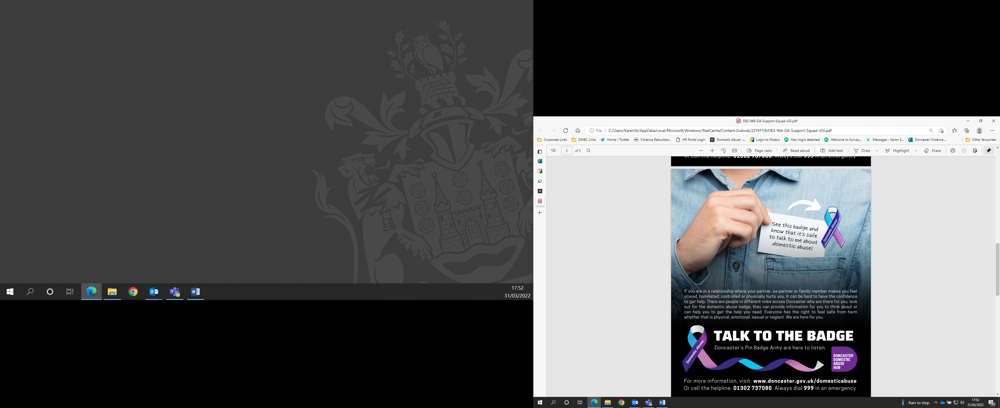 17:52
31/03/2022
DES-966-DA-Support-Squad-v03.pdf
File C:/Users/KarenSh/AppData/Local/Microsoft/Windows/INetCache/Content.Outlook/2ZYFFTJ9/DES-966-DA-Support-Squad-v03.pdf
Corporate Links DMBC Links Home / Twitter Violence Reduction... HR Portal Login Domestic Abuse -... Login to Modus New login detected Welcome to Survey... Messages - Karen S... Doncaster Violence... Other favourites
3 of 5 Page view Read aloud Add text Draw Highlight Erase
Or call the helpline: 01302 737080. Always dial 999 in an emergency
See this badge and
know that it's safe
to talk to me about
domestic abuse!
Domestic Abuse
If you are in a relationship where your partner, ex-partner or family member makes you feel
scared, humiliated, controlled or physically hurts you, it can be hard to have the confidence
to get help. There are people in different roles across Doncaster who are there for you, look
out for the domestic abuse badge, they can provide information for you to think about or
can help you to get the help you need. Everyone has the right to feel safe from harm
whether that is physical, emotional, sexual or neglect. We are here for you.
Domestic Abuse
TALK TO THE BADGE
Doncaster's Pin Badge Army are here to listen.
DONCASTER
DOMESTIC
ABUSE
HUB
For more information, visit: www.doncaster.gov.uk/domesticabuse
Or call the helpline: 01302 737080. Always dial 999 in an emergency
Rain to stop
17:52
31/03/2022
30